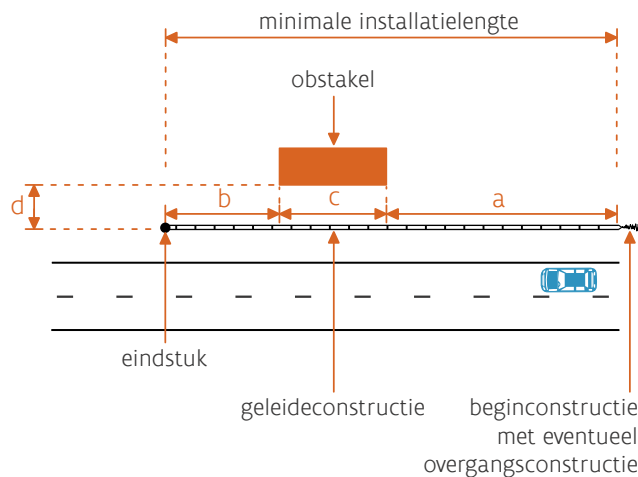 minimale installatielengte
obstakel
d
b
c
a
eindstuk
geleideconstructie
beginconstructie
met eventueel
overgangsconstructie